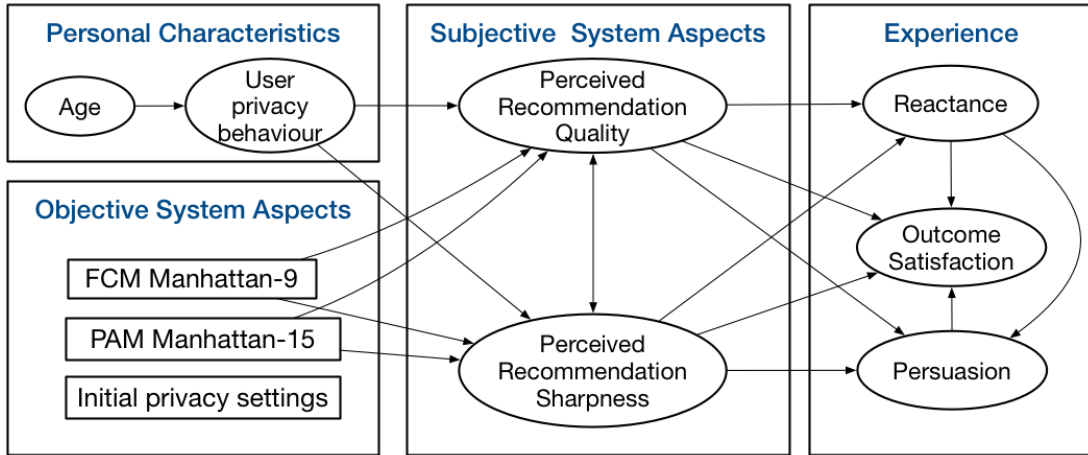 Personal Characteristics
Age
User
privacy
behaviour
Objective System Aspects
FCM Manhattan-9
PAM Manhattan-15
Initial privacy settings
Subjective System Aspects
Perceived
Recommendation
Quality
Perceived
Recommendation
Sharpness
Experience
Reactance
Outcome
Satisfaction
Persuasion